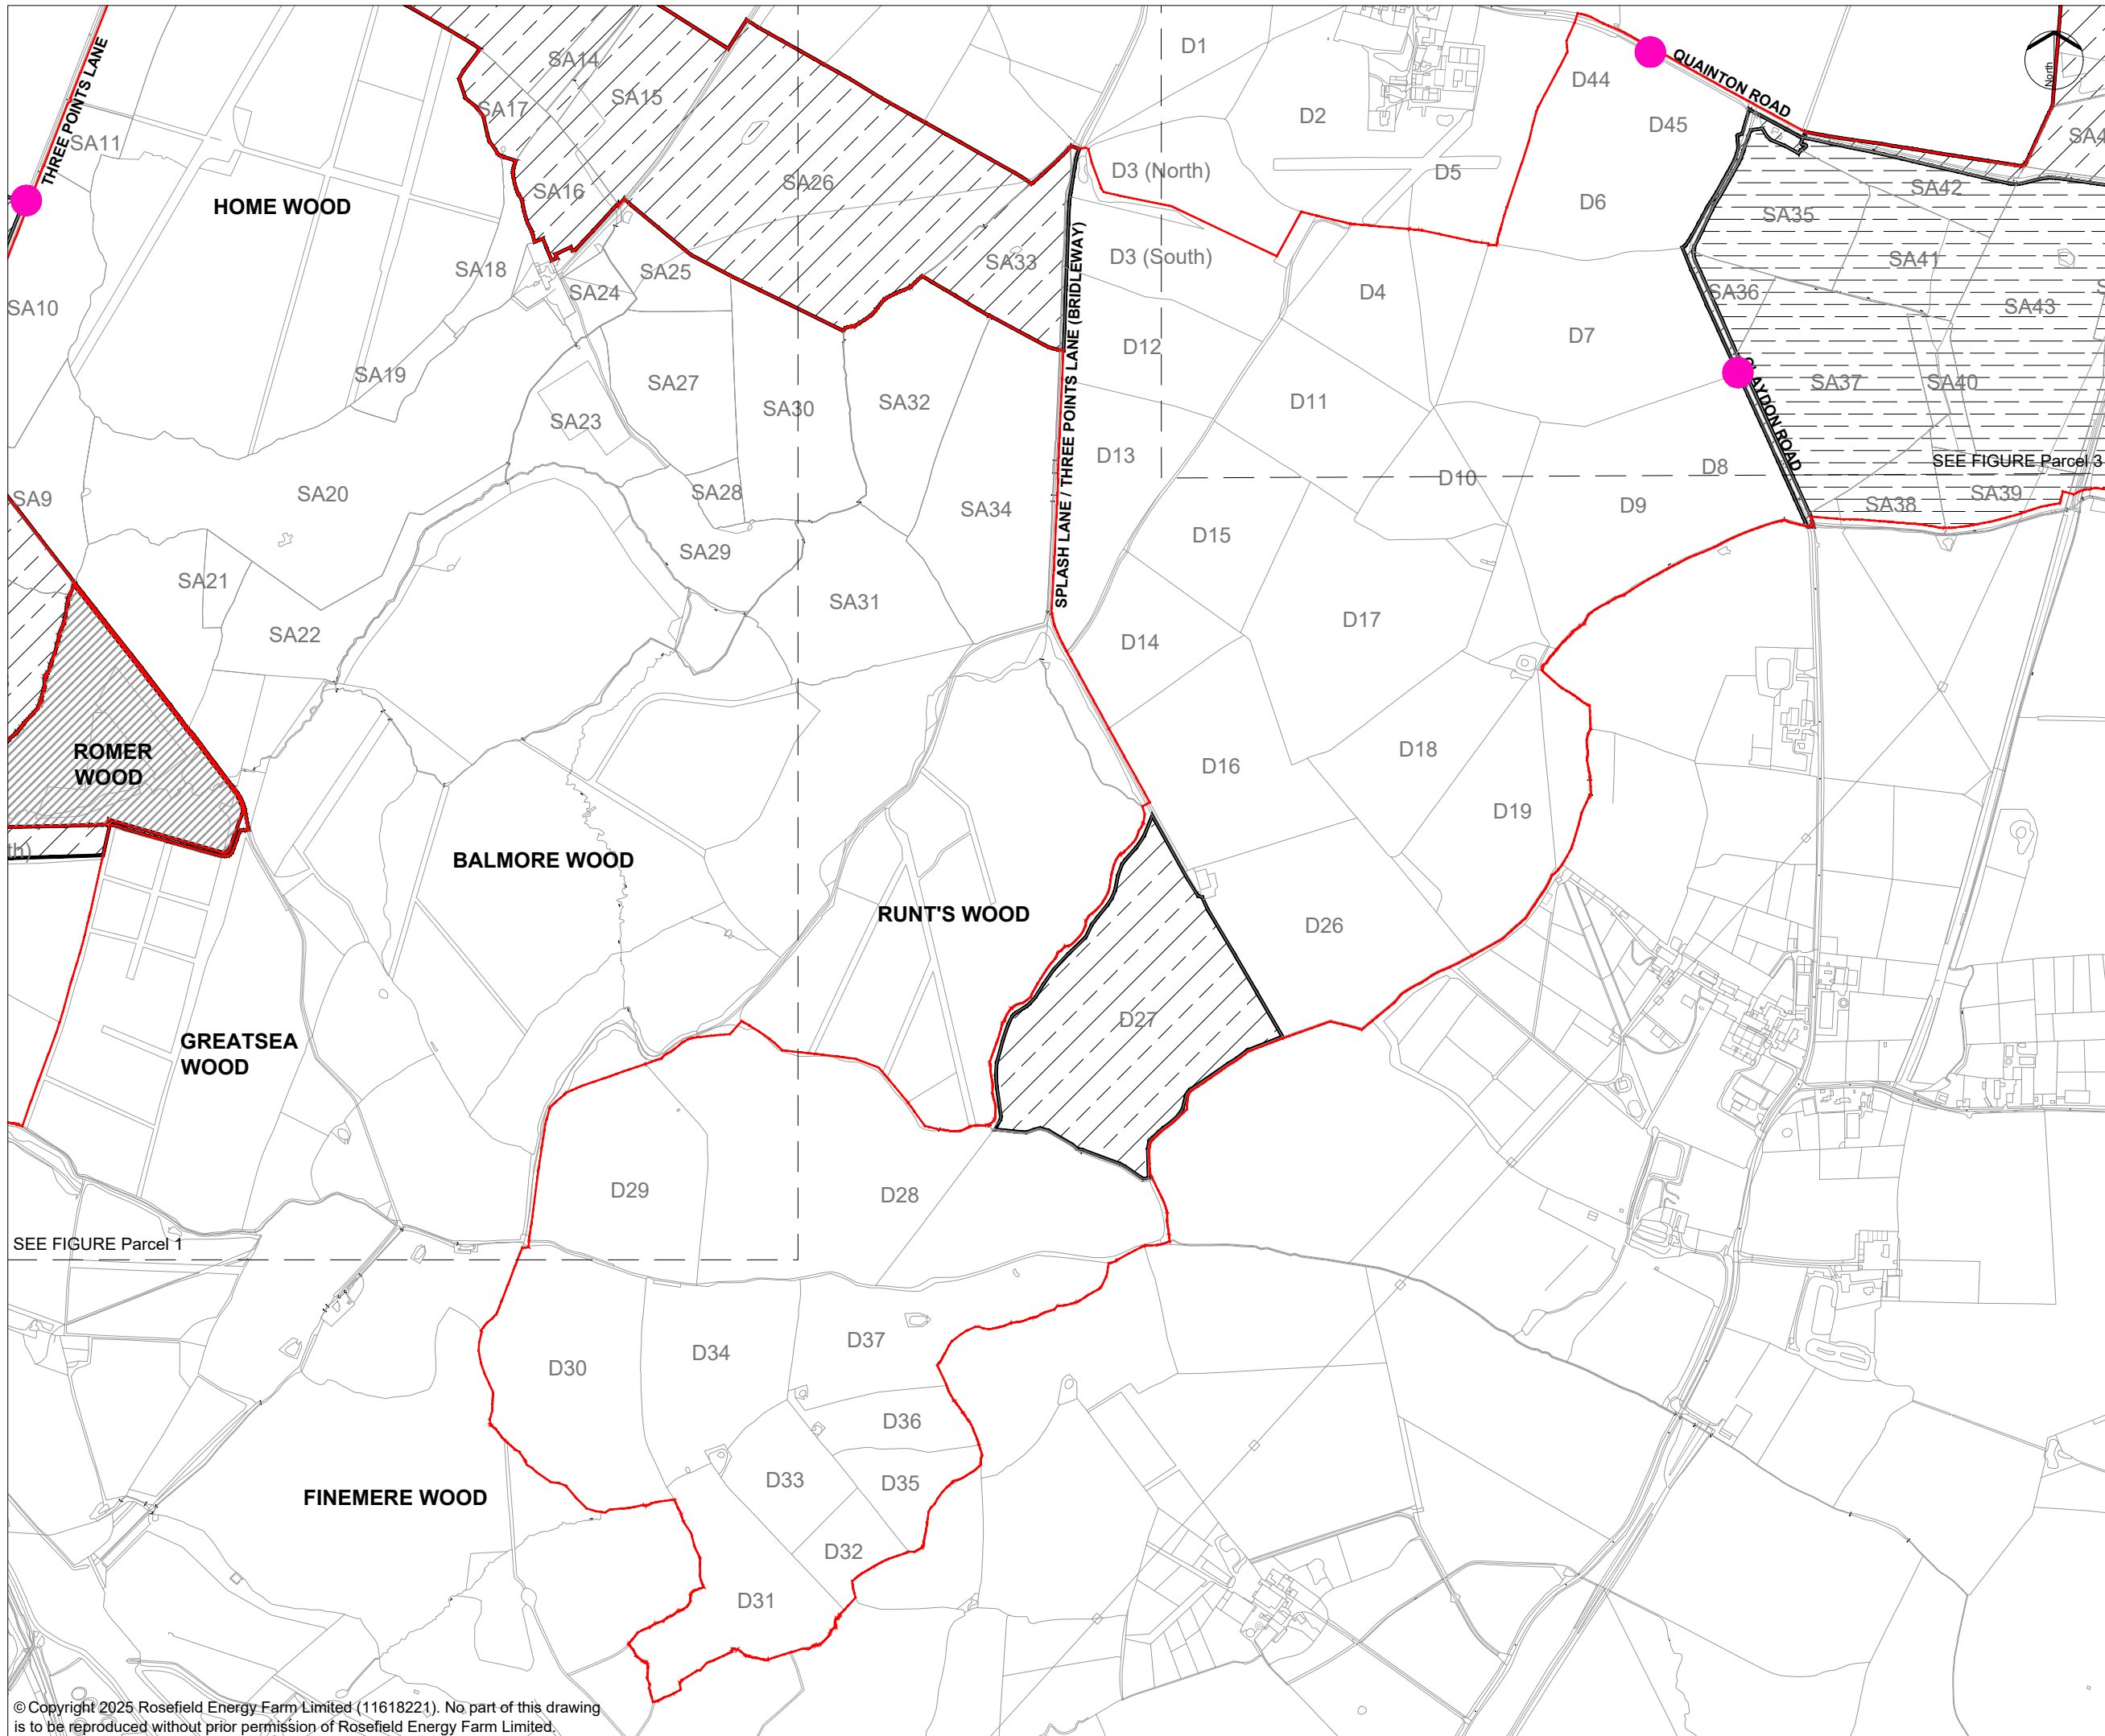 D1
SA14
D44
QUAINTON ROAD
North
THREE POINTS LANE
SA15
SA17
D2
D45
SA11
D3 (North)
D5
SA26
SA16
SA42
HOME WOOD
D6
SA35
SA18
SA25
SA33
D3 (South)
SA41
SA24
D4
SA36
SA10
SA43
D12
D7
SA19
SA27
SA37
SA40
SA23
SA30
SA32
D11
CLAYDON ROAD
SPLASH LANE / THREE POINTS LANE (BRIDLEWAY)
D13
D8
SEE FIGURE Parcel 3
D10
SA9
SA20
SA28
SA34
D9
SA38
SA39
SA29
D15
SA21
SA31
SA22
D14
D17
ROMER
WOOD
D16
D18
D19
th)
BALMORE WOOD
RUNT'S WOOD
D26
D27
GREATSEA
WOOD
D29
D28
SEE FIGURE Parcel 1
D30
D34
D37
D36
D33
D35
FINEMERE WOOD
D32
D31
© Copyright 2025 Rosefield Energy Farm Limited (11618221). No part of this drawing
is to be reproduced without prior permission of Rosefield Energy Farm Limited.